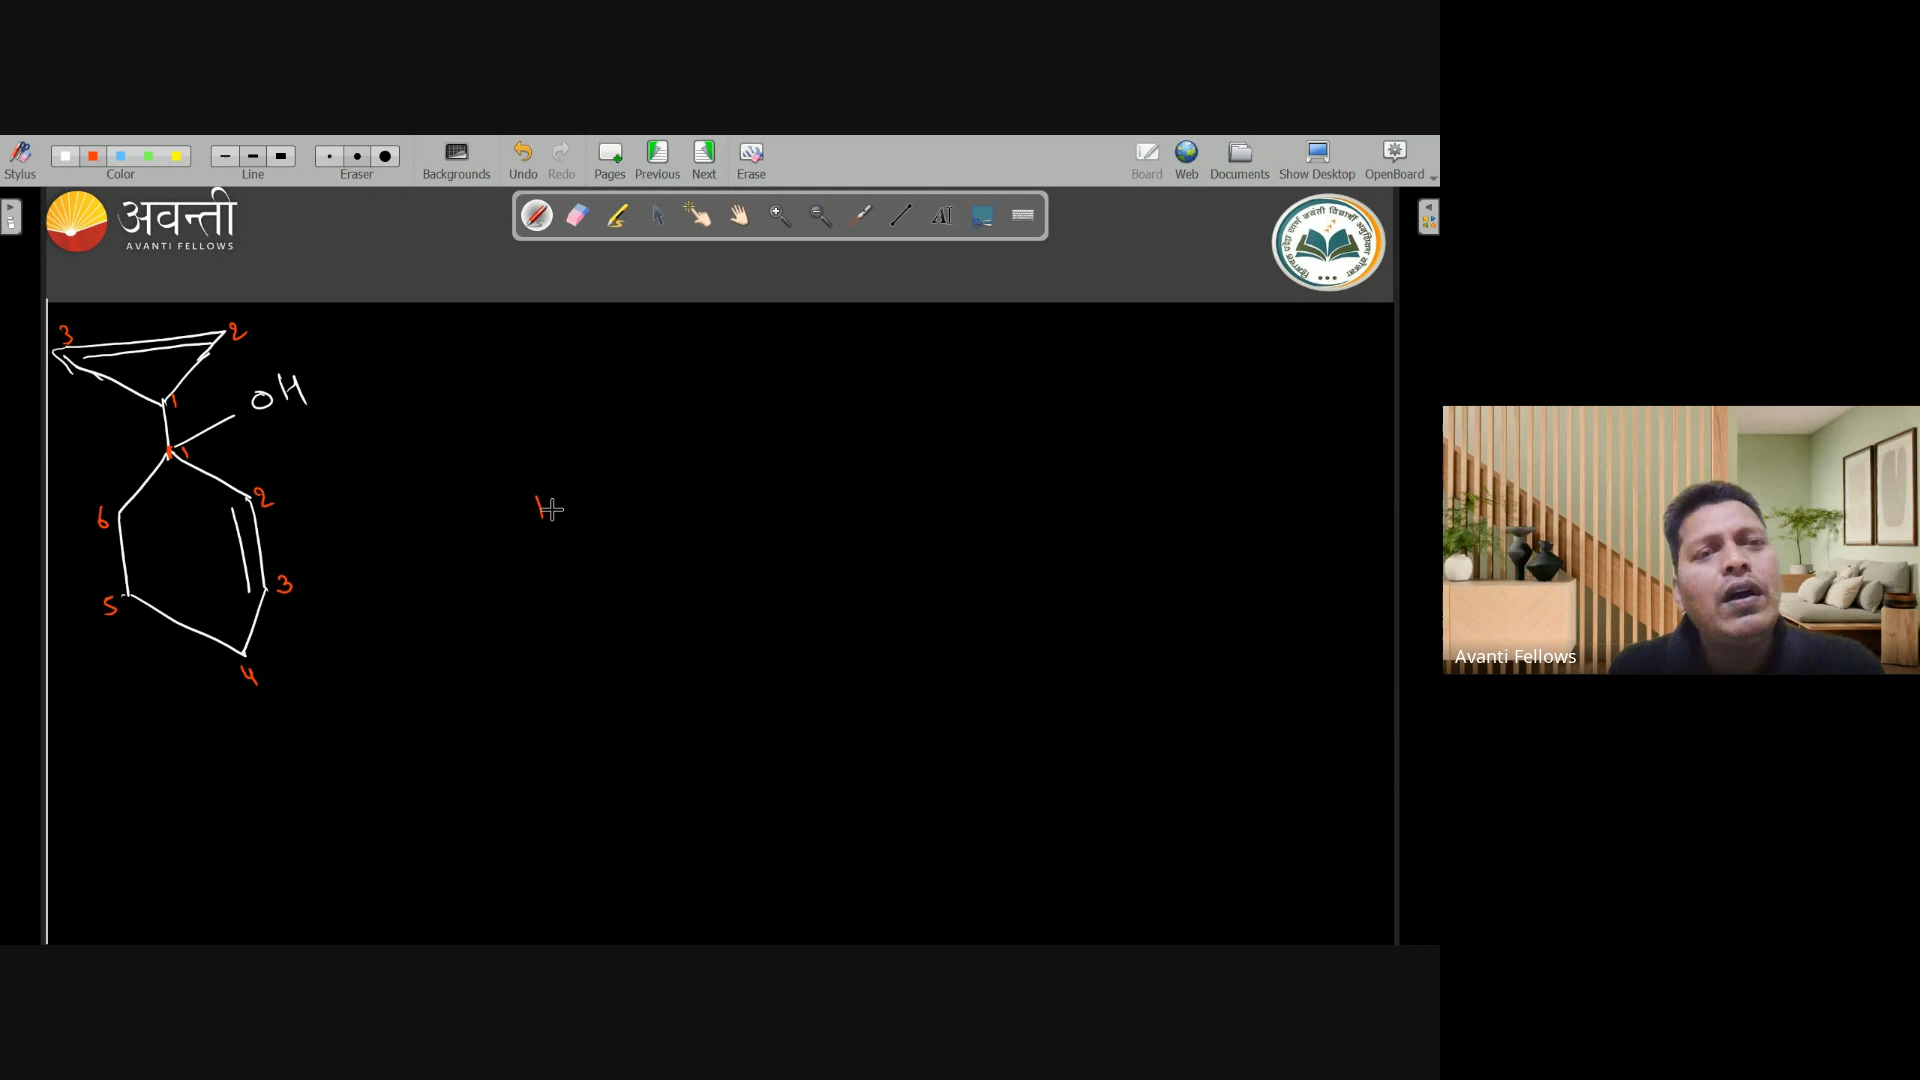 Stylus
Color
Line
Eraser
Backgrounds
Undo
Redo
Pages
Previous
Next
Erase
Board
Web
Documents
Show Desktop
OpenBoard
अवन्ती
AVANTI FELLOWS
3
2
1
OH
1
2
6
3
5
4
Avanti Fellows